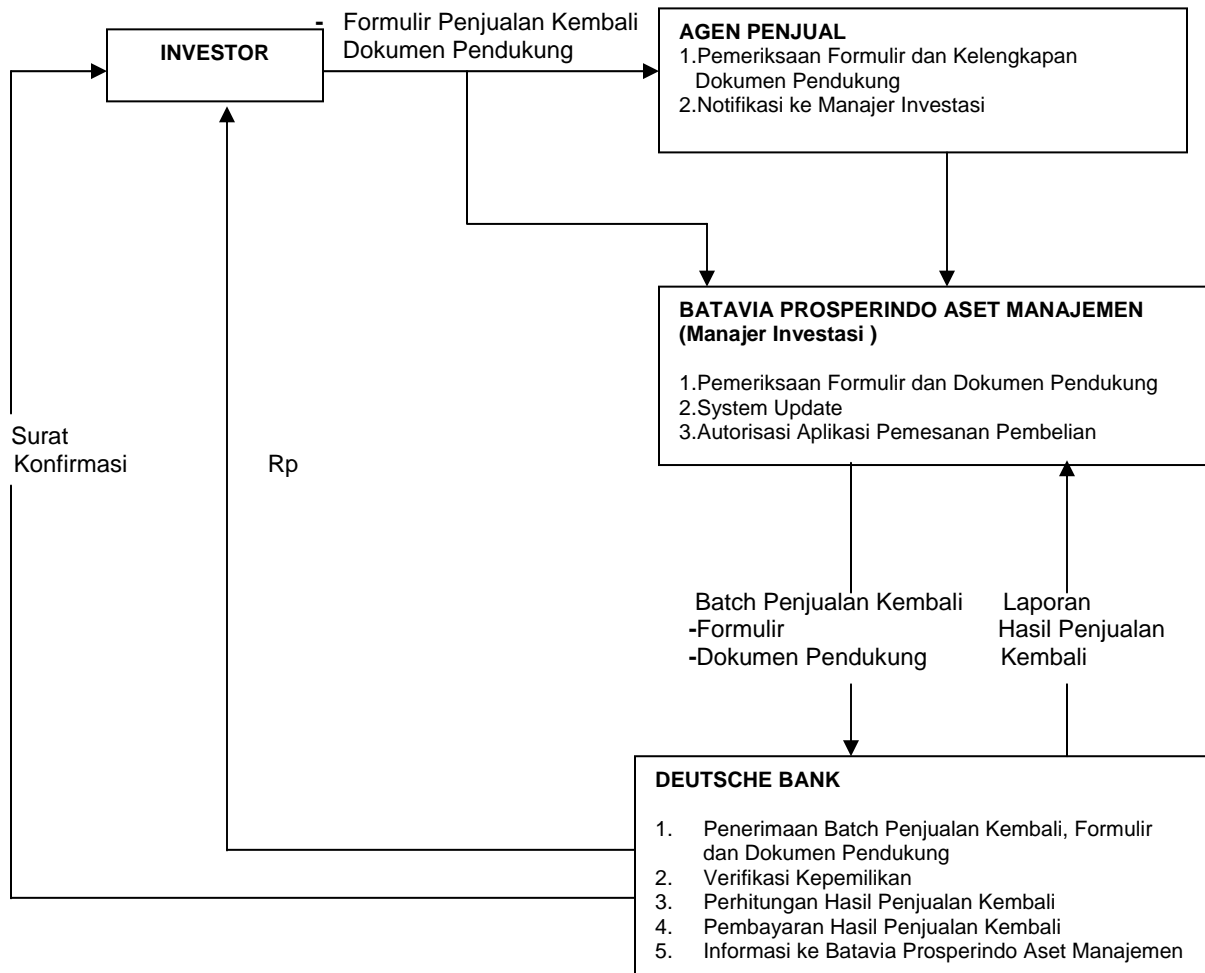 - Formulir Penjualan Kembali
Dokumen Pendukung
INVESTOR
AGEN PENJUAL
1.Pemeriksaan Formulir dan Kelengkapan
Dokumen Pendukung
2.Notifikasi ke Manajer Investasi
BATAVIA PROSPERINDO ASET MANAJEMEN
(Manajer Investasi )
1.Pemeriksaan Formulir dan Dokumen Pendukung
2.System Update
3.Autorisasi Aplikasi Pemesanan Pembelian
Surat
Konfirmasi
Rp
Batch Penjualan Kembali
-Formulir
-Dokumen Pendukung
Laporan
Hasil Penjualan
Kembali
DEUTSCHE BANK
1. Penerimaan Batch Penjualan Kembali, Formulir
dan Dokumen Pendukung
2. Verifikasi Kepemilikan
3. Perhitungan Hasil Penjualan Kembali
4. Pembayaran Hasil Penjualan Kembali
5. Informasi ke Batavia Prosperindo Aset Manajemen